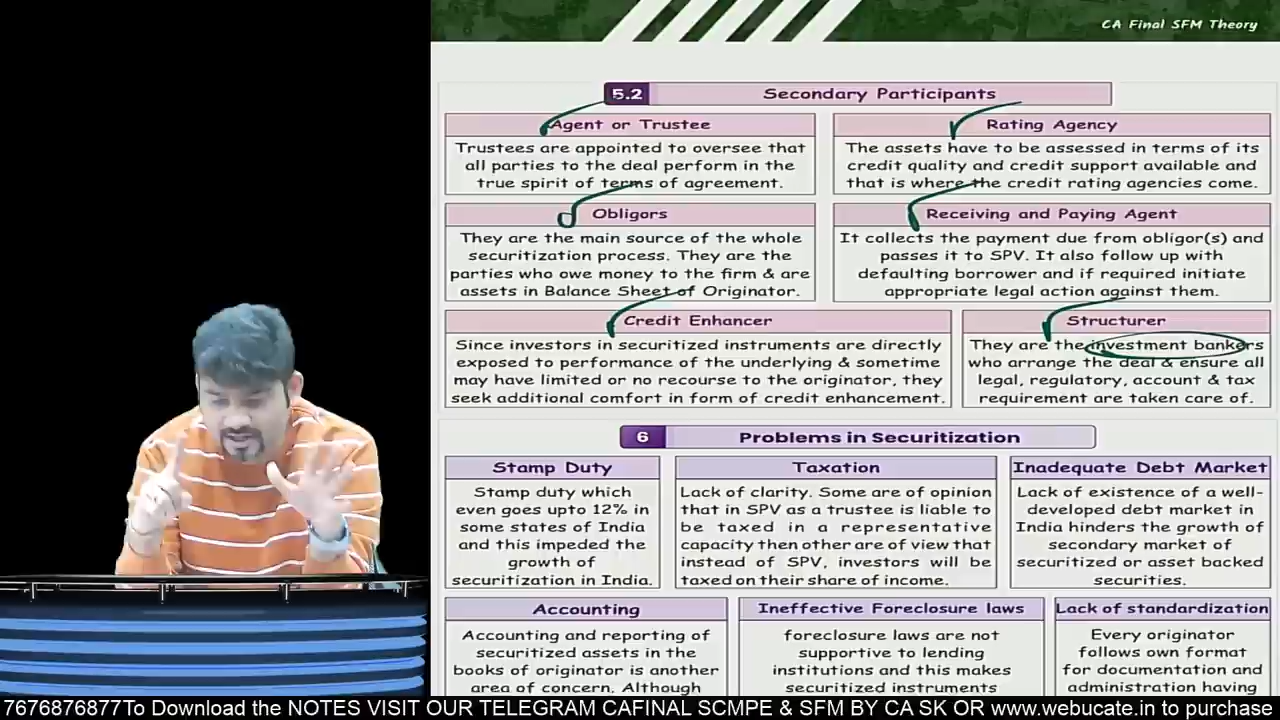 CA Final SFM Theory
5.2 Secondary Participants
Agent or Trustee
Trustees are appointed to oversee that
all parties to the deal perform in the
true spirit of terms of agreement.
Rating Agency
The assets have to be assessed in terms of its
credit quality and credit support available and
that is where the credit rating agencies come.
Obligors
They are the main source of the whole
securitization process. They are the
parties who owe money to the firm & are
assets in Balance Sheet of Originator.
Receiving and Paying Agent
It collects the payment due from obligor(s) and
passes it to SPV. It also follow up with
defaulting borrower and if required initiate
appropriate legal action against them.
Credit Enhancer
Since investors in securitized instruments are directly
exposed to performance of the underlying & sometime
may have limited or no recourse to the originator, they
seek additional comfort in form of credit enhancement.
Structurer
They are the investment bankers
who arrange the deal & ensure all
legal, regulatory, account & tax
requirement are taken care of.
6 Problems in Securitization
Stamp Duty
Stamp duty which
even goes upto 12% in
some states of India
and this impeded the
growth of
securitization in India.
Taxation
Lack of clarity. Some are of opinion
that in SPV as a trustee is liable to
be taxed in a representative
capacity then other are of view that
instead of SPV, investors will be
taxed on their share of income.
Inadequate Debt Market
Lack of existence of a well-
developed debt market in
India hinders the growth of
secondary market of
securitized or asset backed
securities.
Accounting
Accounting and reporting of
securitized assets in the
books of originator is another
area of concern. Although
Ineffective Foreclosure laws
foreclosure laws are not
supportive to lending
institutions and this makes
securitized instruments
Lack of standardization
Every originator
follows own format
for documentation and
administration having
7676876877To Download the NOTES VISIT OUR TELEGRAM CAFINAL SCMPE & SFM BY CA SK OR www.webucate.in to purchase